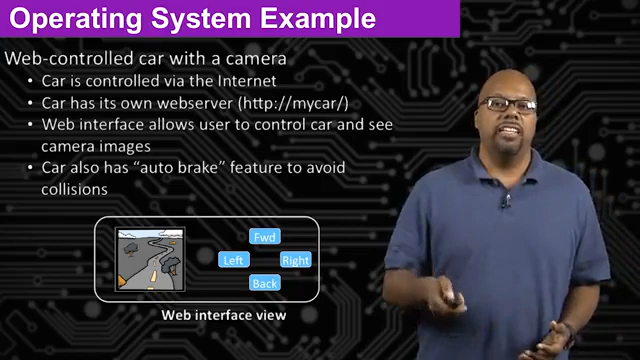 Operating System Example
Web-controlled car with a camera
• Car is controlled via the Internet
• Car has its own webserver (http://mycar/)
• Web interface allows user to control car and see
camera images
• Car also has “auto brake” feature to avoid
collisions
Fwd
Left Right
Back
Web interface view